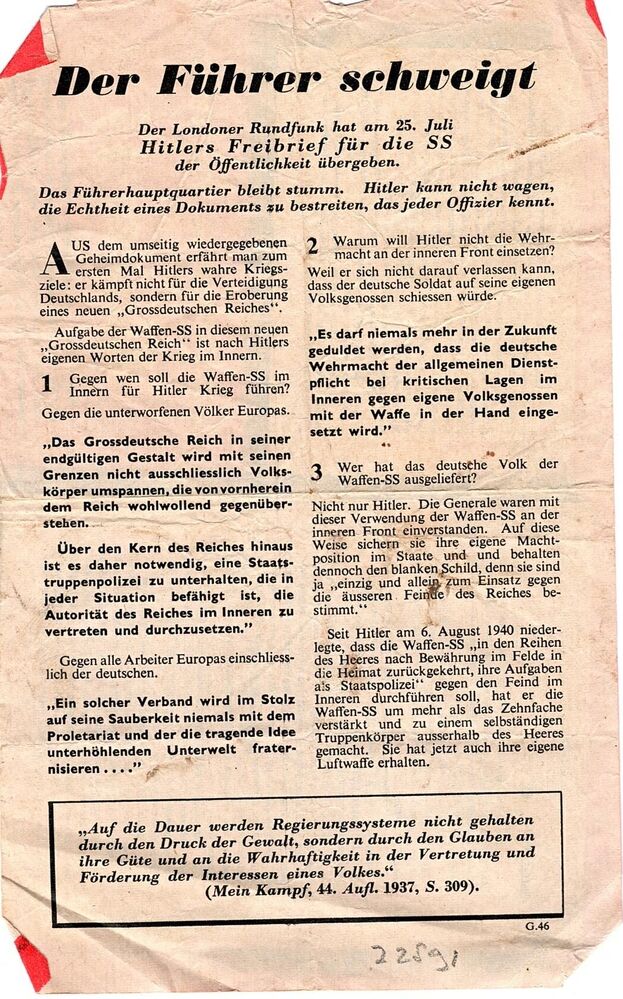 Der Führer schweigt
Der Londoner Rundfunk hat am 25. Juli
Hitlers Freibrief für die SS
der Öffentlichkeit übergeben.
Das Führerhauptquartier bleibt stumm. Hitler kann nicht wagen,
die Echtheit eines Dokuments zu bestreiten, das jeder Offizier kennt.
AUS dem umseitig wiedergegebenen
Geheimdokument erfährt man zum
ersten Mal Hitlers wahre Kriegs-
ziele: er kämpft nicht für die Verteidigung
Deutschlands, sondern für die Eroberung
eines neuen „Grossdeutschen Reiches“.
Aufgabe der Waffen-SS in diesem neuen
„Grossdeutschen Reich“ ist nach Hitlers
eigenen Worten der Krieg im Innern.
1 Gegen wen soll die Waffen-SS im
Innern für Hitler Krieg führen?
Gegen die unterworfenen Völker Europas.
„Das Grossdeutsche Reich in seiner
endgültigen Gestalt wird mit seinen
Grenzen nicht ausschliesslich Volks-
körper umspannen, die von vornherein
dem Reich wohlwollend gegenüber-
stehen.
Über den Kern des Reiches hinaus
ist es daher notwendig, eine Staats-
truppenpolizei zu unterhalten, die in
jeder Situation befähigt ist, die
Autorität des Reiches im Inneren zu
vertreten und durchzusetzen.”
Gegen alle Arbeiter Europas einschliess-
lich der deutschen.
„Ein solcher Verband wird im Stolz
auf seine Sauberkeit niemals mit dem
Proletariat und der die tragende Idee
unterhöhlenden Unterwelt frater-
nisieren . . . .”
2 Warum will Hitler nicht die Wehr-
macht an der inneren Front einsetzen?
Weil er sich nicht darauf verlassen kann,
dass der deutsche Soldat auf seine eigenen
Volksgenossen schiessen würde.
„Es darf niemals mehr in der Zukunft
geduldet werden, dass die deutsche
Wehrmacht der allgemeinen Dienst-
pflicht bei kritischen Lagen im
Inneren gegen eigene Volksgenossen
mit der Waffe in der Hand einge-
setzt wird.”
3 Wer hat das deutsche Volk der
Waffen-SS ausgeliefert?
Nicht nur Hitler. Die Generale waren mit
dieser Verwendung der Waffen-SS an der
inneren Front einverstanden. Auf diese
Weise sichern sie ihre eigene Macht-
position im Staate und und behalten
dennoch den blanken Schild, denn sie sind
ja „einzig und allein zum Einsatz gegen
die äusseren Feinde des Reiches be-
stimmt.“
Seit Hitler am 6. August 1940 nieder-
legte, dass die Waffen-SS „in den Reihen
des Heeres nach Bewährung im Felde in
die Heimat zurückgekehrt, ihre Aufgaben
als Staatspolizei“ gegen den Feind im
Inneren durchführen soll, hat er die
Waffen-SS um mehr als das Zehnfache
verstärkt und zu einem selbständigen
Truppenkörper ausserhalb des Heeres
gemacht. Sie hat jetzt auch ihre eigene
Luftwaffe erhalten.
„Auf die Dauer werden Regierungssysteme nicht gehalten
durch den Druck der Gewalt, sondern durch den Glauben an
ihre Güte und an die Wahrhaftigkeit in der Vertretung und
Förderung der Interessen eines Volkes.“
(Mein Kampf, 44. Aufl. 1937, S. 309).
G.46
22591